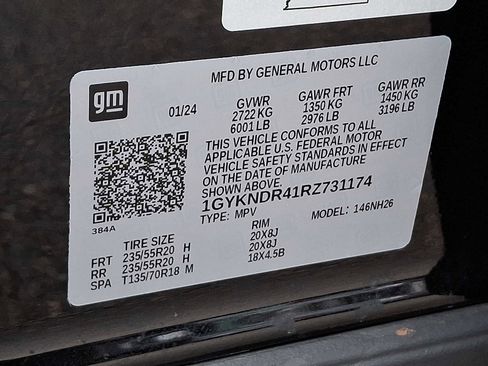 MFD BY GENERAL MOTORS LLC
gm
01/24
GVWR
2722 KG
6001 LB
GAWR FRT
1350 KG
2976 LB
GAWR RR
1450 KG
3196 LB
THIS VEHICLE CONFORMS TO ALL
APPLICABLE U.S. FEDERAL MOTOR
VEHICLE SAFETY STANDARDS IN EFFECT
ON THE DATE OF MANUFACTURE
SHOWN ABOVE.
1GYKNDR41RZ731174
TYPE: MPV
MODEL: 146NH26
384A
TIRE SIZE
RIM
FRT 235/55R20 H 20X8J
RR 235/55R20 H 20X8J
SPA T135/70R18 M 18X4.5B